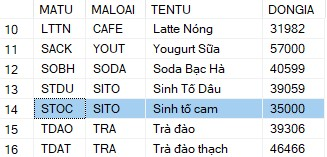 MATU MALOAI TENTU DONGIA
10 LTTN CAFE Latte Nóng 31982
11 SACK YOUT Yougurt Sữa 57000
12 SOBH SODA Soda Bạc Hà 40599
13 STDU SITO Sinh Tố Dâu 39059
14 STOC SITO Sinh tố cam 35000
15 TDAO TRA Trà đào 39306
16 TDAT TRA Trà đào thạch 46466